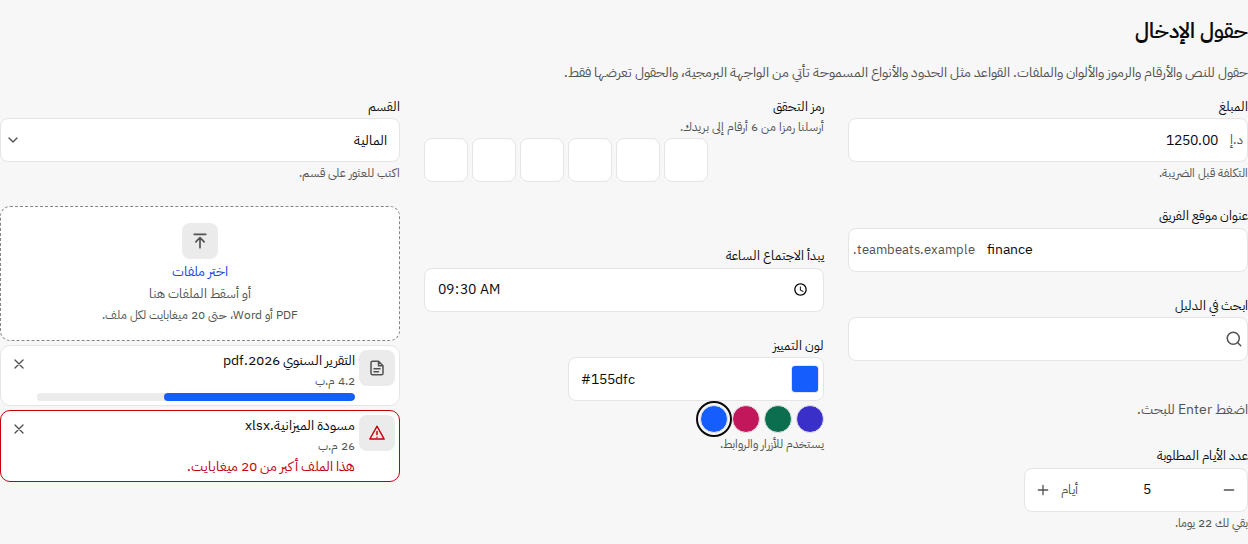 حقول الإدخال
حقول للنص والأرقام والرموز والألوان والملفات. القواعد مثل الحدود والأنواع المسموحة تأتي من الواجهة البرمجية، والحقول تعرضها فقط.
المبلغ
د.إ 1250.00
التكلفة قبل الضريبة.
عنوان موقع الفريق
finance .teambeats.example
ابحث في الدليل
اضغط Enter للبحث.
عدد الأيام المطلوبة
5 أيام
بقي لك 22 يوما.
رمز التحقق
أرسلنا رمزا من 6 أرقام إلى بريدك.
يبدأ الاجتماع الساعة
09:30 AM
لون التمييز
#155dfc
يستخدم للأزرار والروابط.
القسم
المالية
اكتب للعثور على قسم.
اختر ملفات
أو أسقط الملفات هنا
PDF أو Word، حتى 20 ميغابايت لكل ملف.
التقرير السنوي 2026.pdf
4.2 م.ب
مسودة الميزانية.xlsx
26 م.ب
هذا الملف أكبر من 20 ميغابايت.